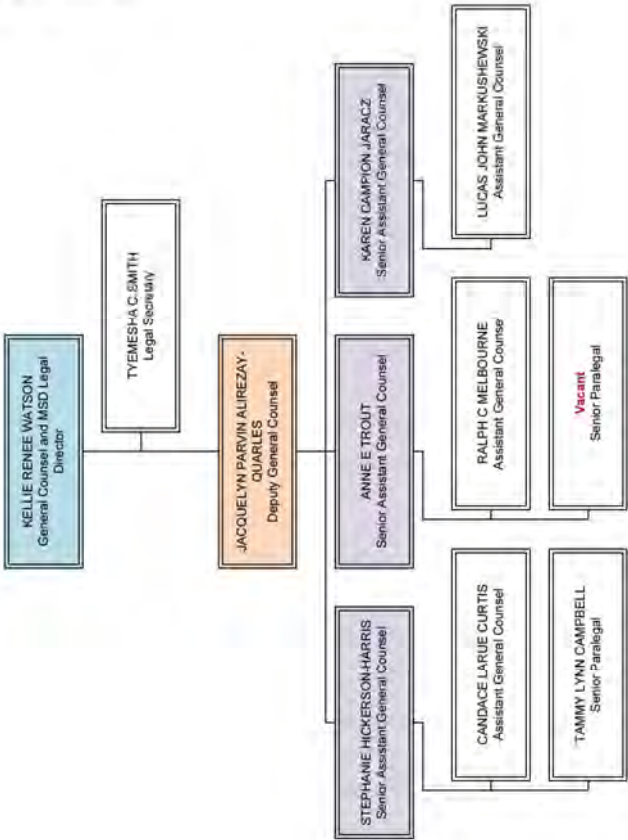 KELLIE RENEE WATSON
General Counsel and MSD Legal
Director
TYEMESHA C.SMITH
Legal Secretary
JACQUELYN PARVIN ALIREZAY-
QUARLES
Deputy General Counsel
STEPHANIE HICKERSON-HARRIS
Senior Assistant General Counsel
ANNE E TROUT
Senior Assistant General Counsel
KAREN CAMPION JARACZ
Senior Assistant General Counsel
CANDACE LARUE CURTIS
Assistant General Counsel
RALPH C MELBOURNE
Assistant General Counse
LUCAS JOHN MARKUSHEWSKI
Assistant General Counsel
TAMMY LYNN CAMPBELL
Senior Paralegal
Vacant
Senior Paralegal